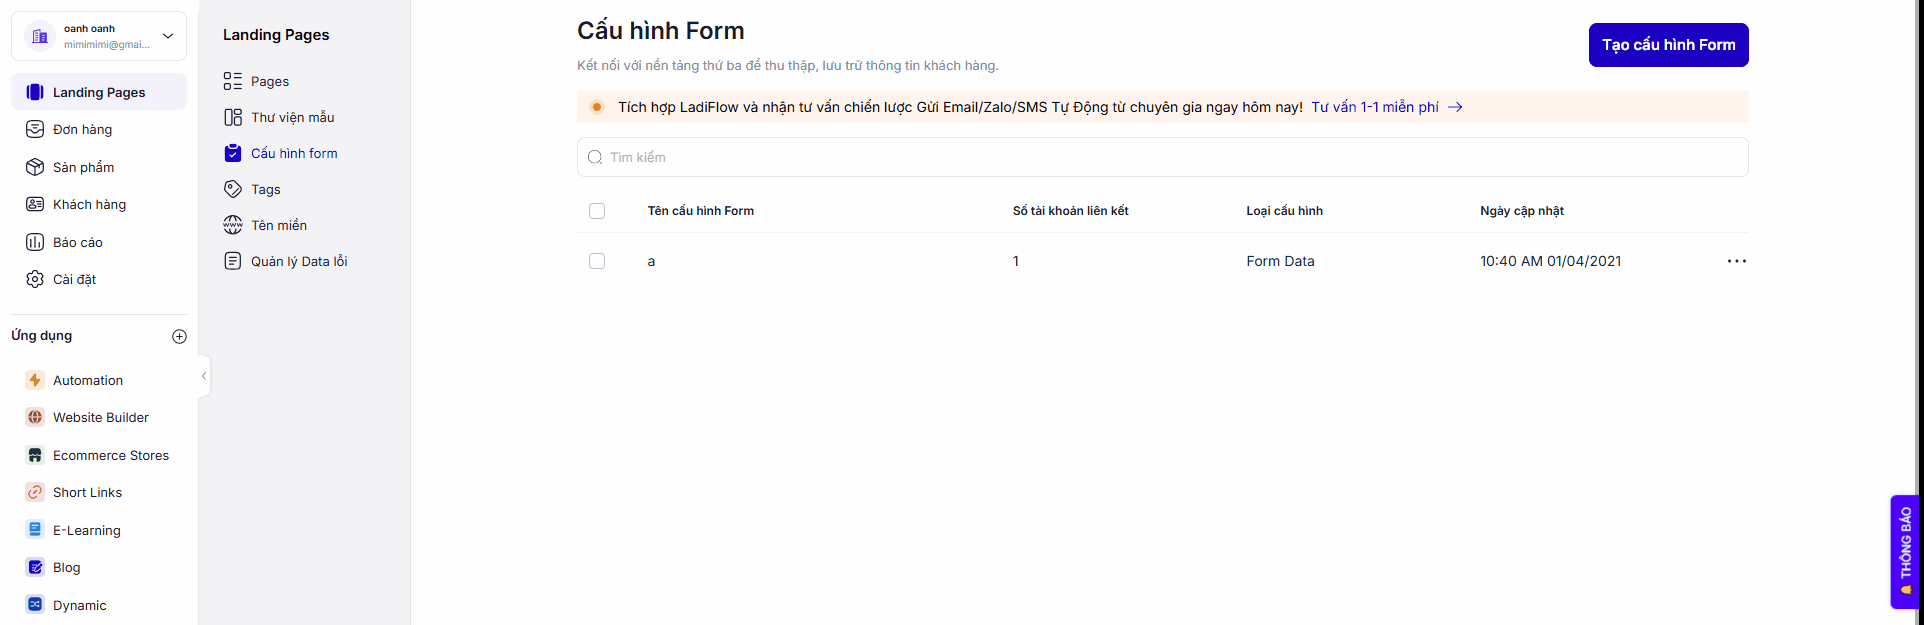 oanh oanh
mimimimi@gmai...
Landing Pages
Đơn hàng
Sản phẩm
Khách hàng
Báo cáo
Cài đặt
Ứng dụng
Automation
Website Builder
Ecommerce Stores
Short Links
E-Learning
Blog
Dynamic
Landing Pages
Pages
Thư viện mẫu
Cấu hình form
Tags
Tên miền
Quản lý Data lỗi
Cấu hình Form
Kết nối với nền tảng thứ ba để thu thập, lưu trữ thông tin khách hàng.
Tạo cấu hình Form
Tích hợp LadiFlow và nhận tư vấn chiến lược Gửi Email/Zalo/SMS Tự Động từ chuyên gia ngay hôm nay! Tư vấn 1-1 miễn phí →
Tìm kiếm
Tên cấu hình Form Số tài khoản liên kết Loại cấu hình Ngày cập nhật
a 1 Form Data 10:40 AM 01/04/2021
THÔNG BÁO